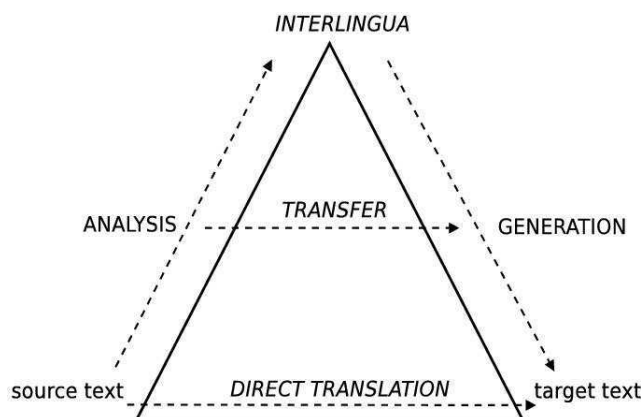 INTERLINGUA
TRANSFER
ANALYSIS
GENERATION
source text
DIRECT TRANSLATION
target text